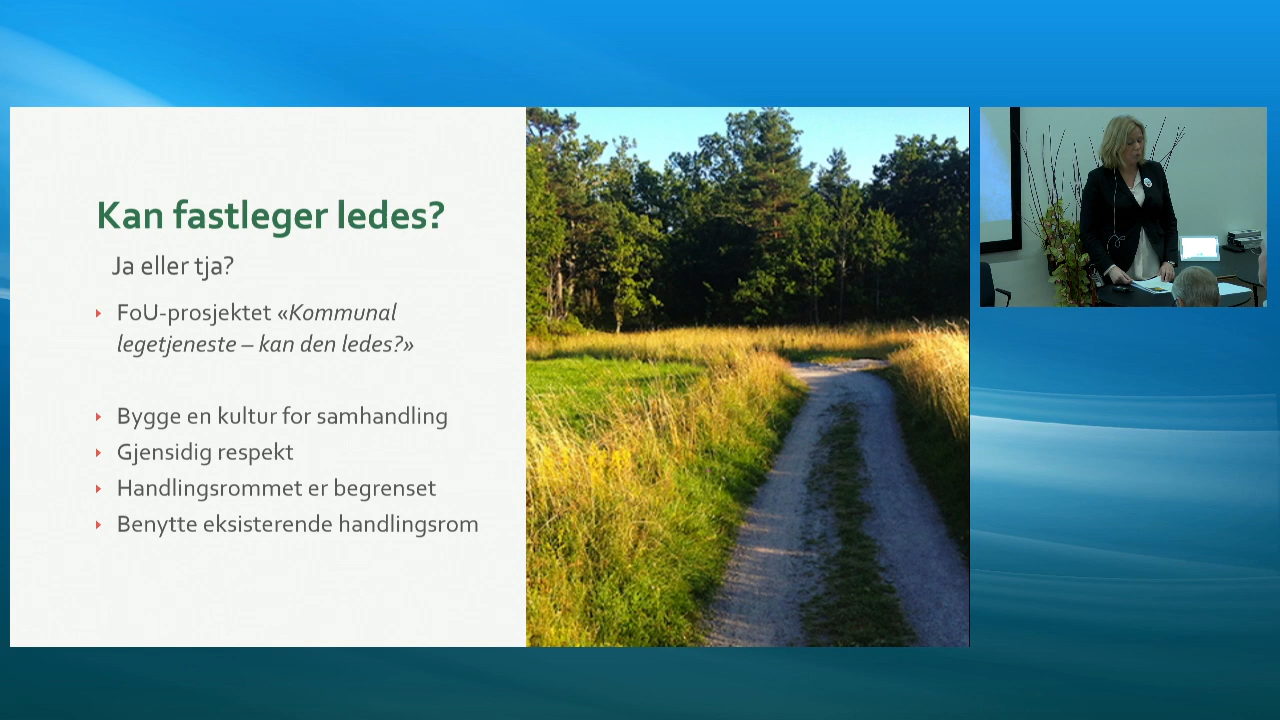 Kan fastleger ledes?
Ja eller tja?
FoU-prosjektet «Kommunal
legetjeneste – kan den ledes?»
Bygge en kultur for samhandling
Gjensidig respekt
Handlingsrommet er begrenset
Benytte eksisterende handlingsrom